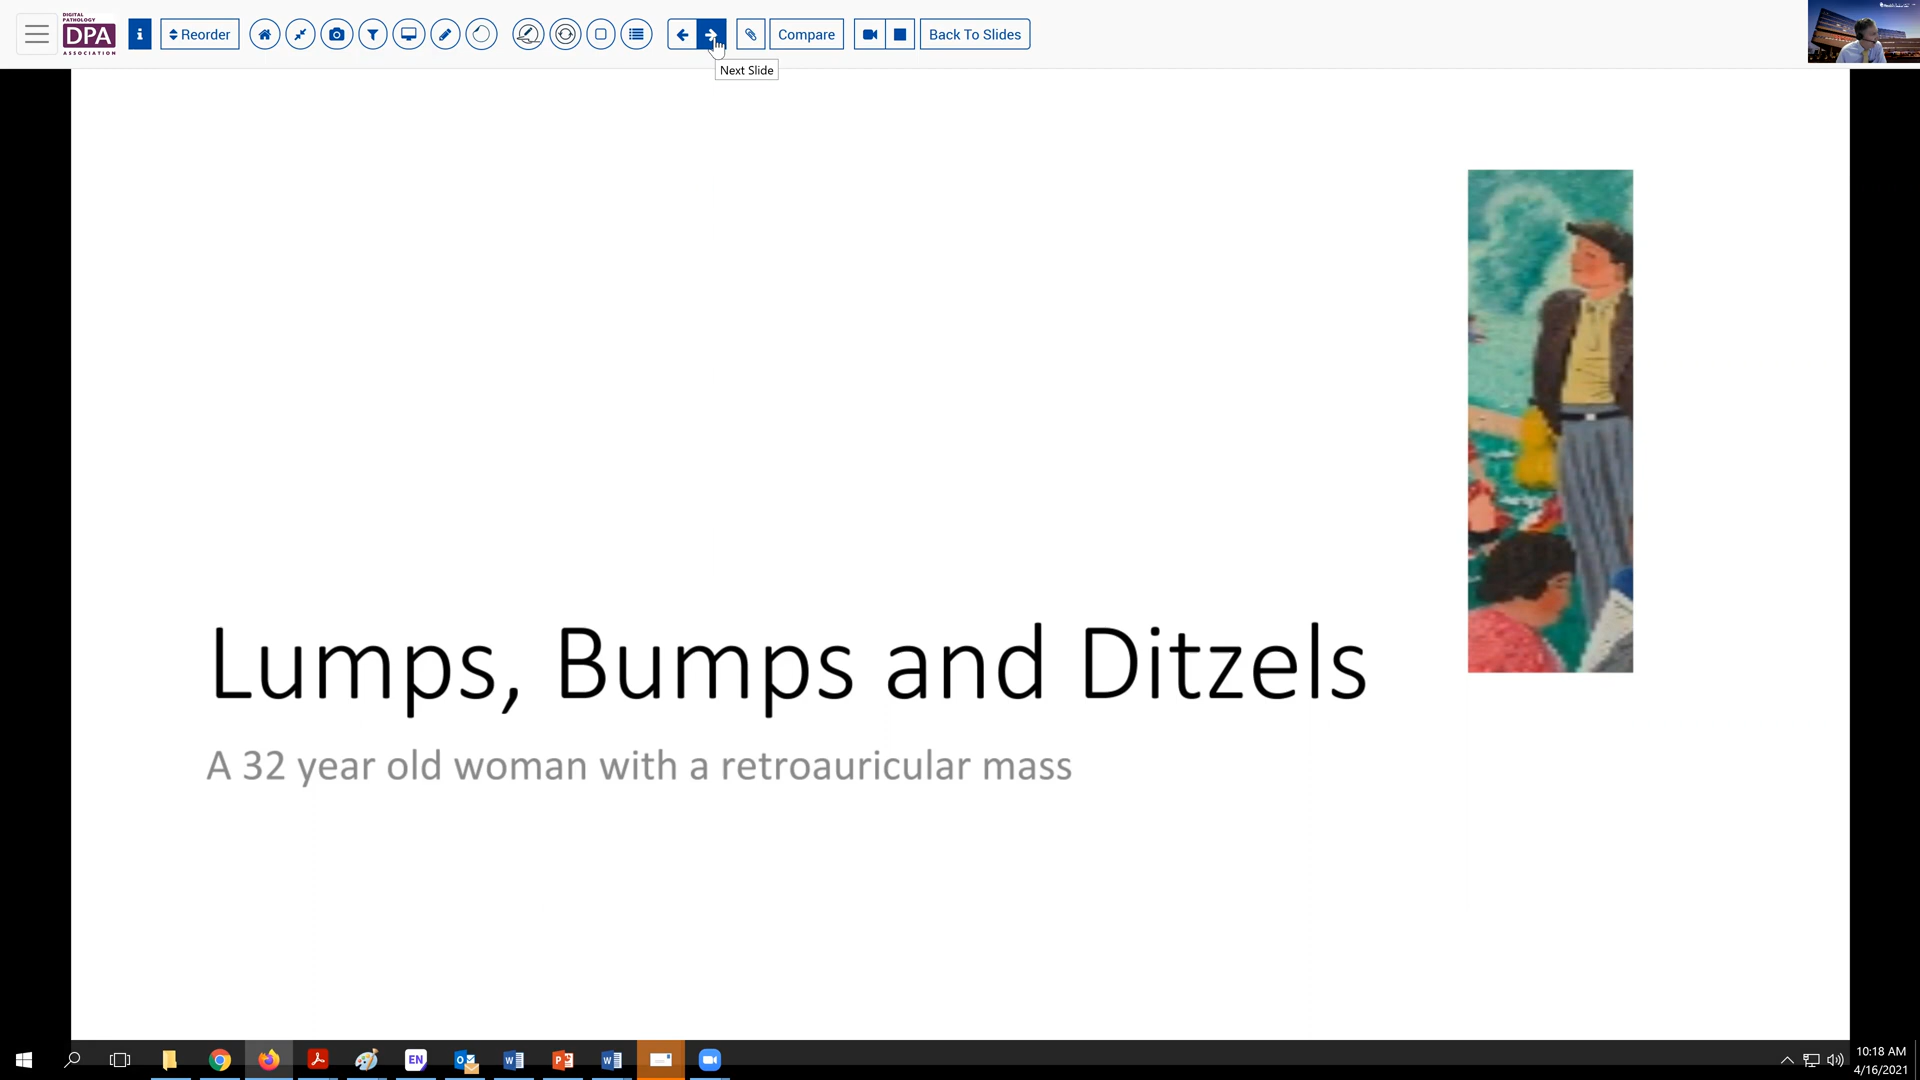 DIGITAL
PATHOLOGY
DPA
ASSOCIATION
i
Reorder
Compare
Back To Slides
Next Slide
Lumps, Bumps and Ditzels
A 32 year old woman with a retroauricular mass
EN
10:18 AM
4/16/2021